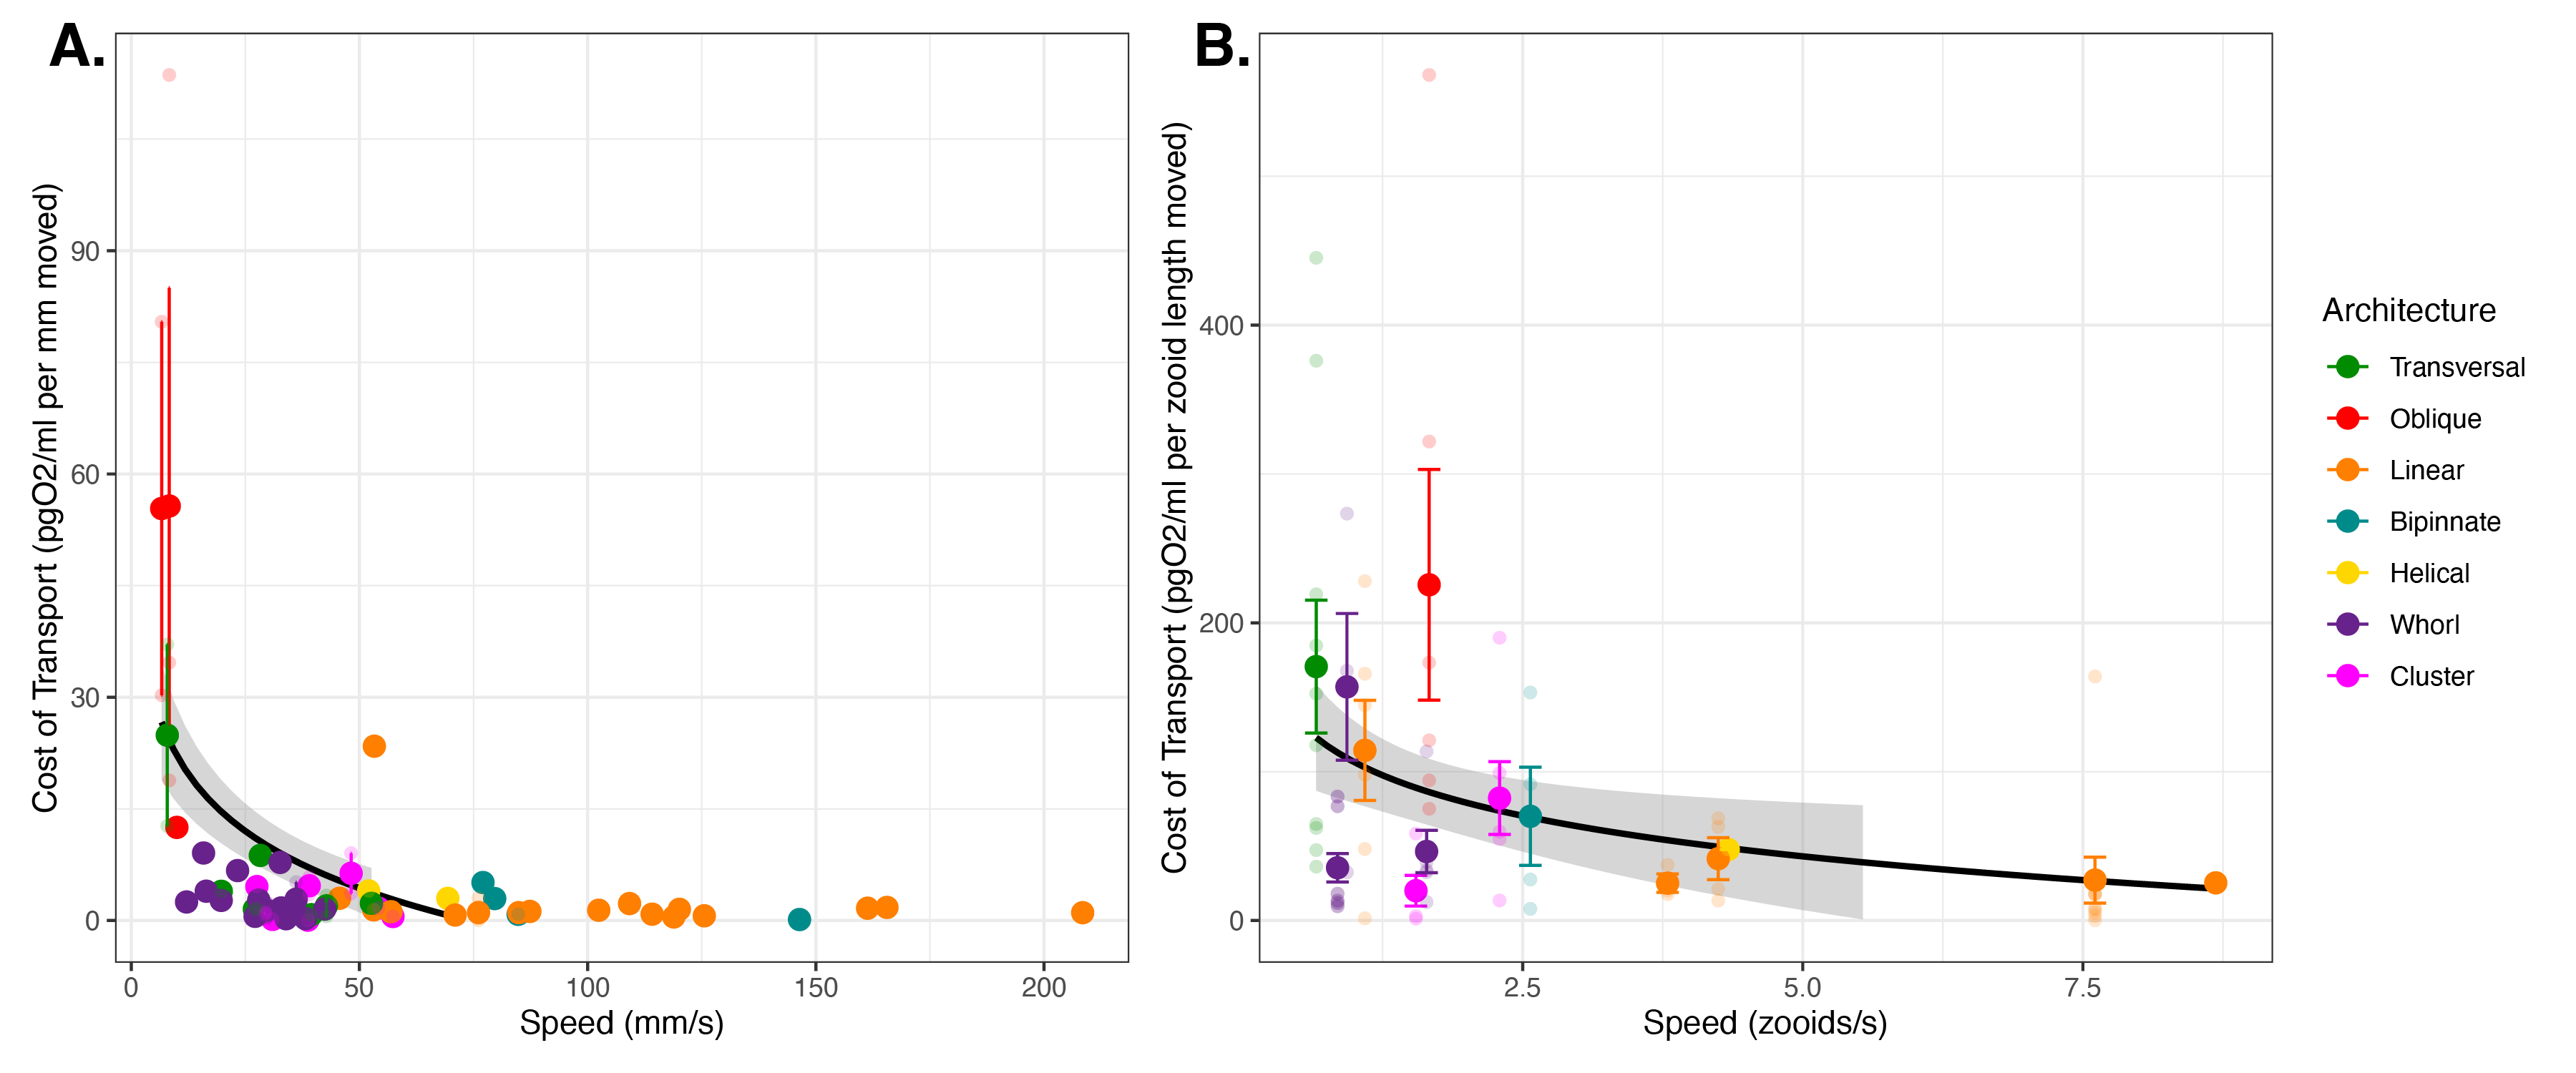 A.
Cost of Transport (pgO2/ml per mm moved)
90
60
30
0
0 50 100 150 200
Speed (mm/s)
B.
Cost of Transport (pgO2/ml per zooid length moved)
400
200
0
2.5 5.0 7.5
Speed (zooids/s)
Architecture
Transversal
Oblique
Linear
Bipinnate
Helical
Whorl
Cluster